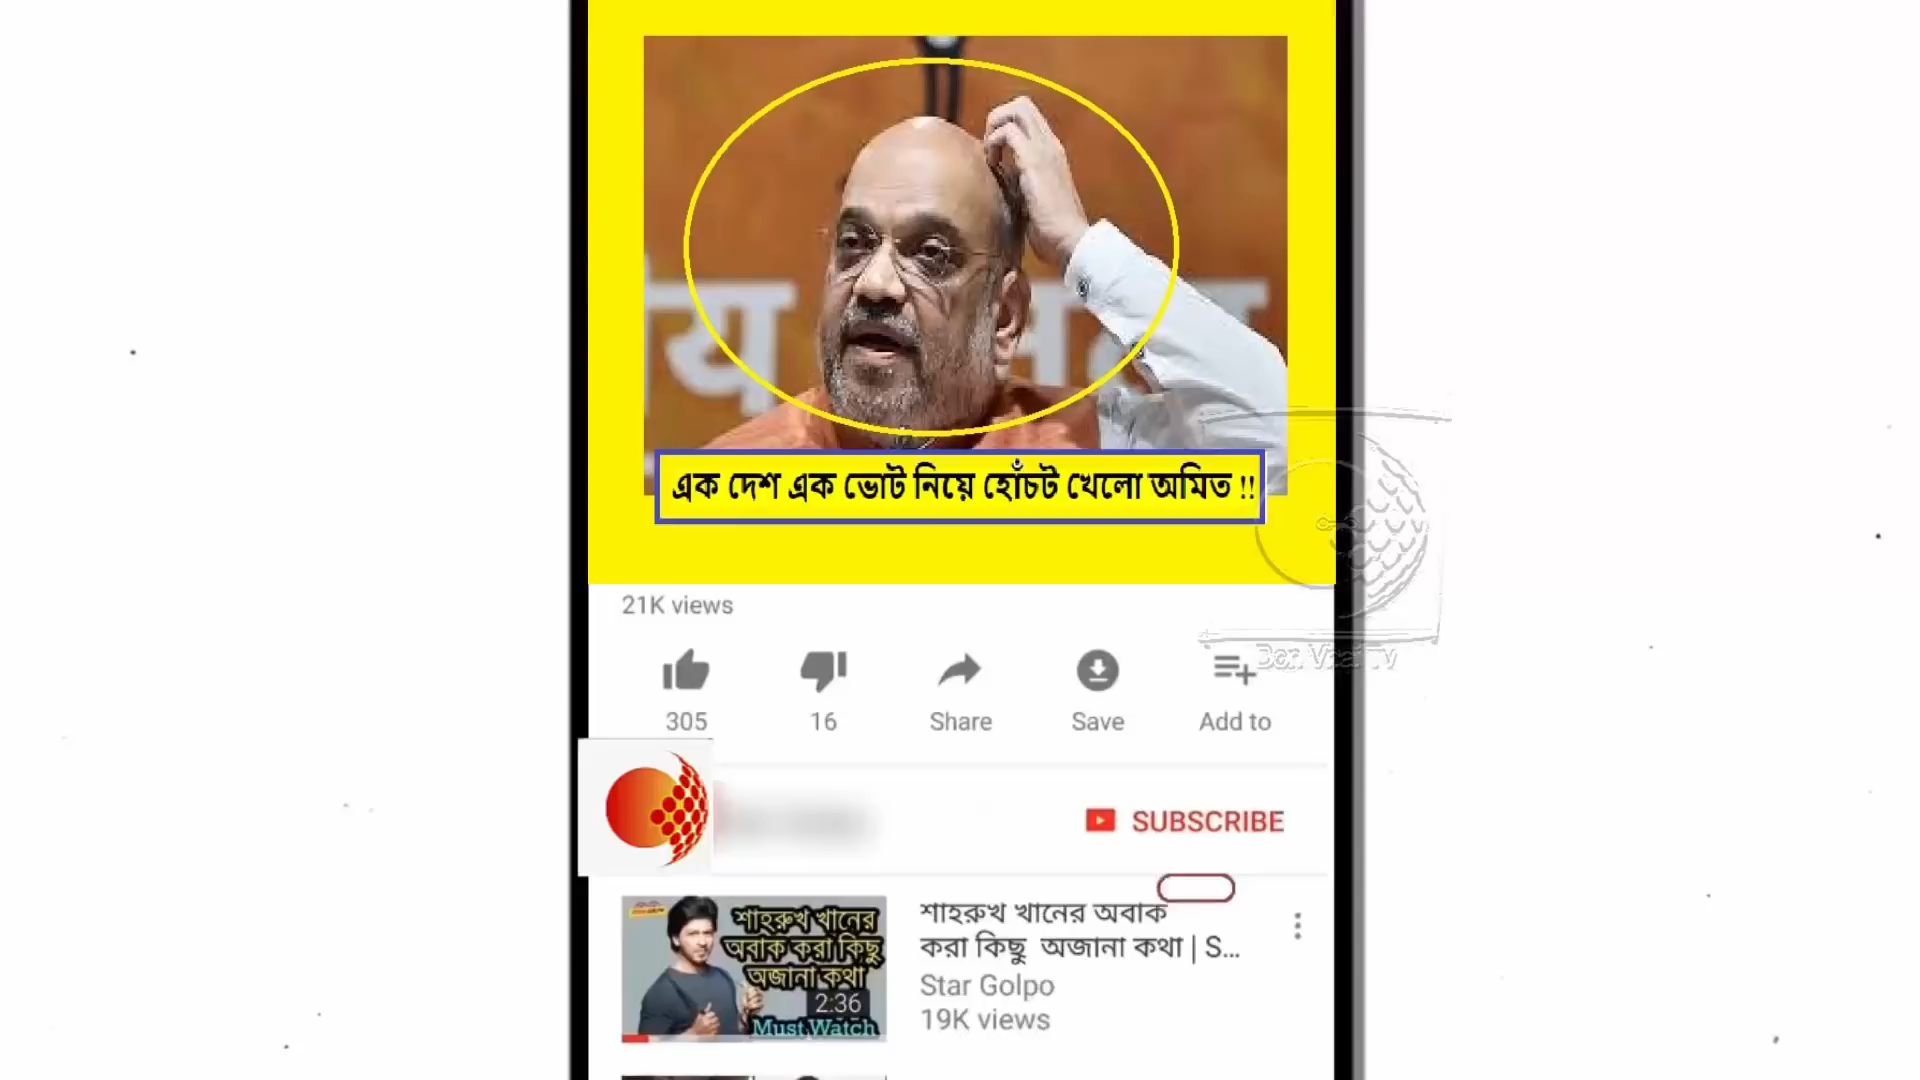 एक দেশ এক ভোট নিয়ে হোঁচট খেলো অমিত !!
21K views
305
16
Share
Save
Add to
SUBSCRIBE
শাহরুখ খানের
অবাক করা কিছু
অজানা কথা
2:36
Must Watch
শাহরুখ খানের অবাক
করা কিছু অজানা কথা | S...
Star Golpo
19K views